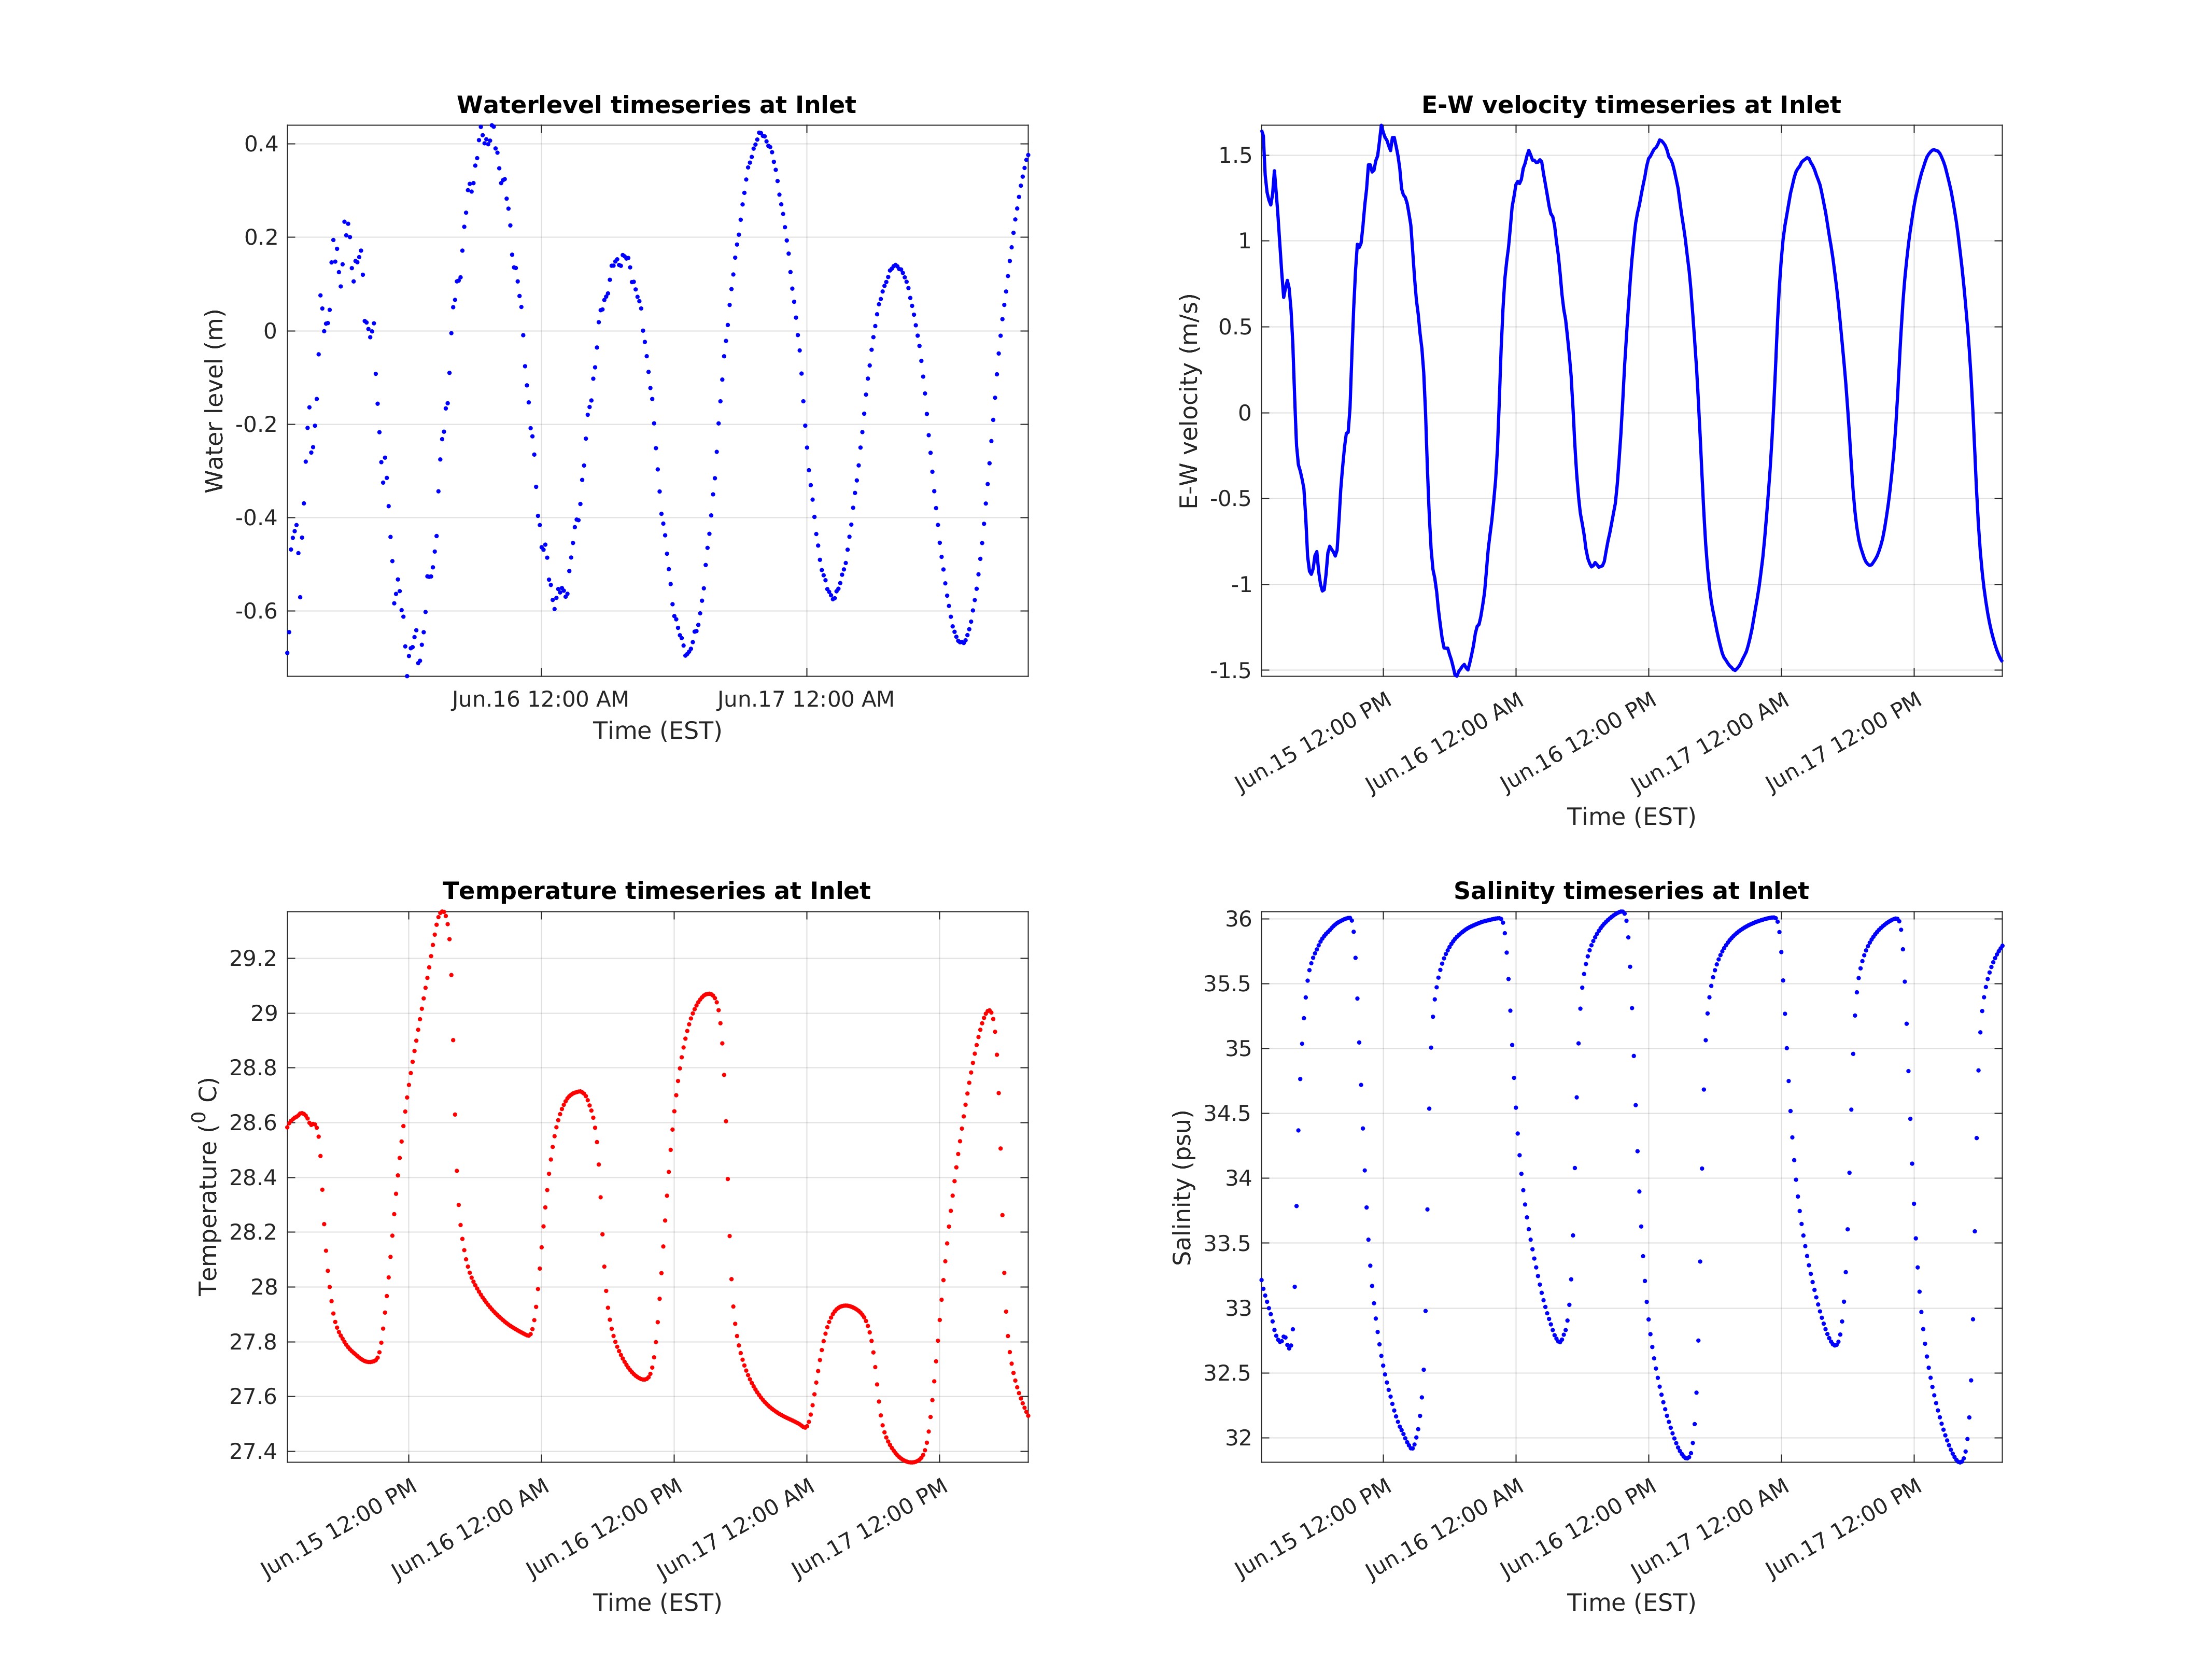 Waterlevel timeseries at Inlet
0.4
0.2
0
-0.2
-0.4
-0.6
Water level (m)
Jun.16 12:00 AM
Jun.17 12:00 AM
Time (EST)
E-W velocity timeseries at Inlet
1.5
1
0.5
0
-0.5
-1
-1.5
E-W velocity (m/s)
Jun.15 12:00 PM
Jun.16 12:00 AM
Jun.16 12:00 PM
Jun.17 12:00 AM
Jun.17 12:00 PM
Time (EST)
Temperature timeseries at Inlet
29.2
29
28.8
28.6
28.4
28.2
28
27.8
27.6
27.4
Temperature (⁰ C)
Jun.15 12:00 PM
Jun.16 12:00 AM
Jun.16 12:00 PM
Jun.17 12:00 AM
Jun.17 12:00 PM
Time (EST)
Salinity timeseries at Inlet
36
35.5
35
34.5
34
33.5
33
32.5
32
Salinity (psu)
Jun.15 12:00 PM
Jun.16 12:00 AM
Jun.16 12:00 PM
Jun.17 12:00 AM
Jun.17 12:00 PM
Time (EST)